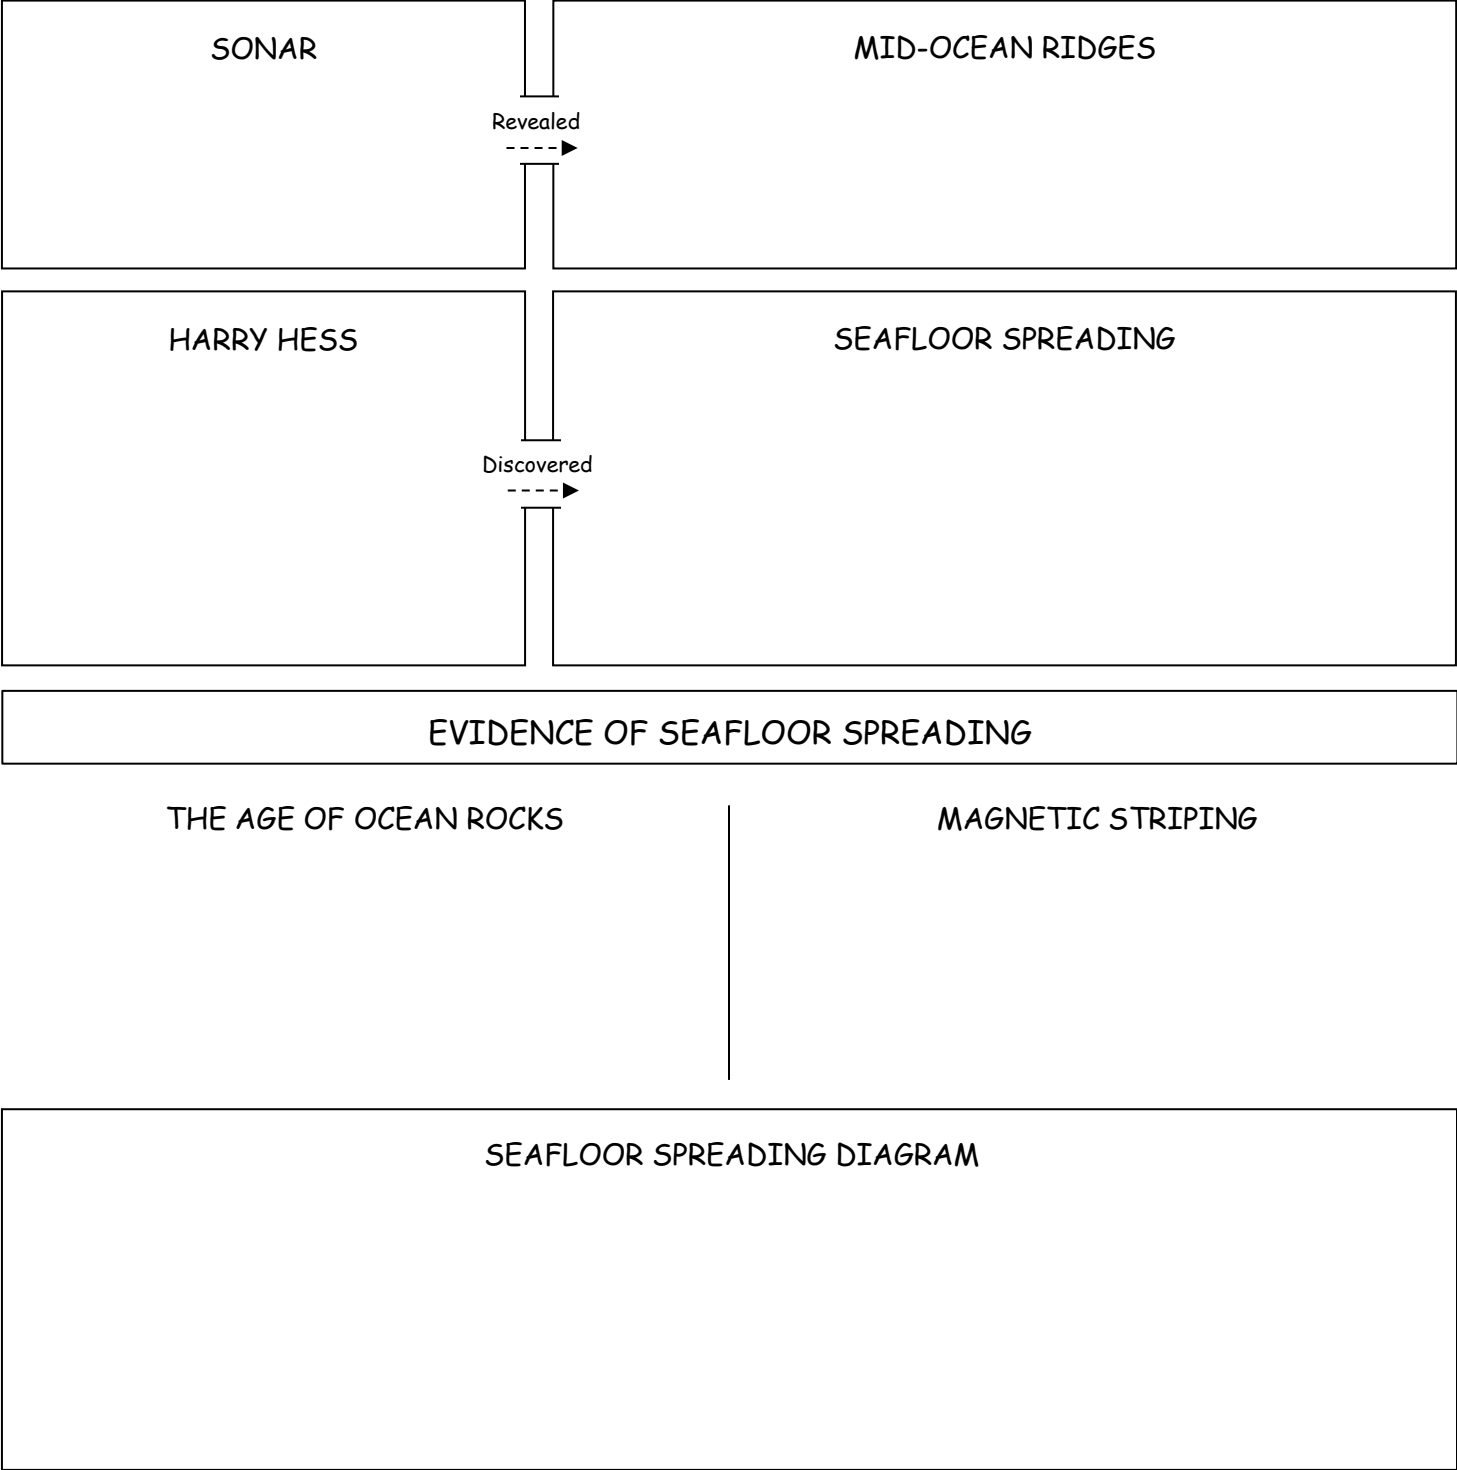 SONAR
MID-OCEAN RIDGES
Revealed
HARRY HESS
SEAFLOOR SPREADING
Discovered
EVIDENCE OF SEAFLOOR SPREADING
THE AGE OF OCEAN ROCKS
MAGNETIC STRIPING
SEAFLOOR SPREADING DIAGRAM